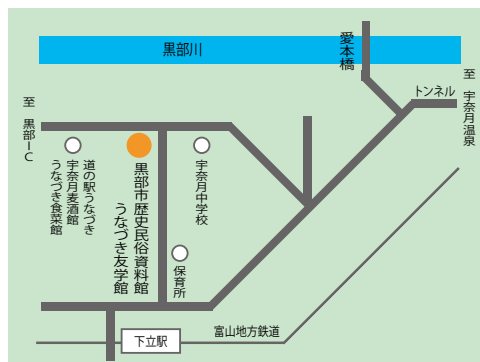 黒部川
愛本橋
至 宇奈月温泉
トンネル
至 黒部IC
道の駅うなづき
宇奈月麦酒館
うなづき食菜館
黒部市歴史民俗資料館
うなづき友学館
宇奈月中学校
保育所
下立駅
富山地方鉄道